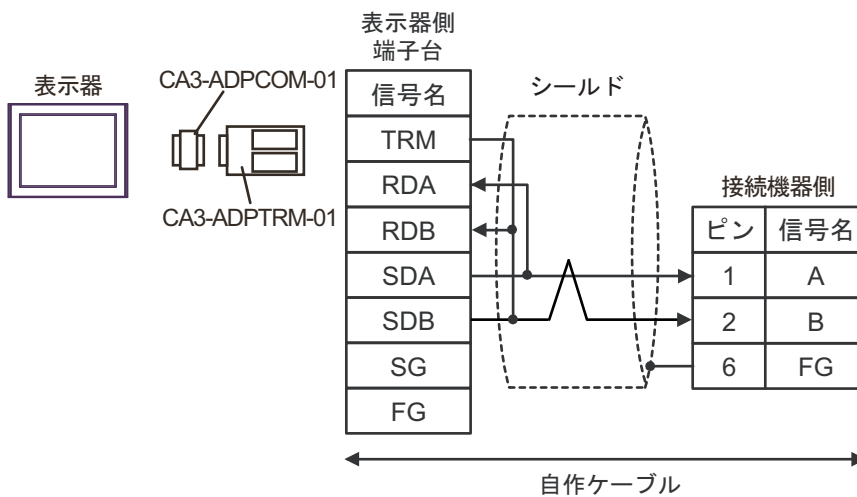 表示器側
端子台
表示器
CA3-ADPCOM-01
CA3-ADPTRM-01
信号名
TRM
RDA
RDB
SDA
SDB
SG
FG
シールド
接続機器側
ピン 信号名
1 A
2 B
6 FG
自作ケーブル